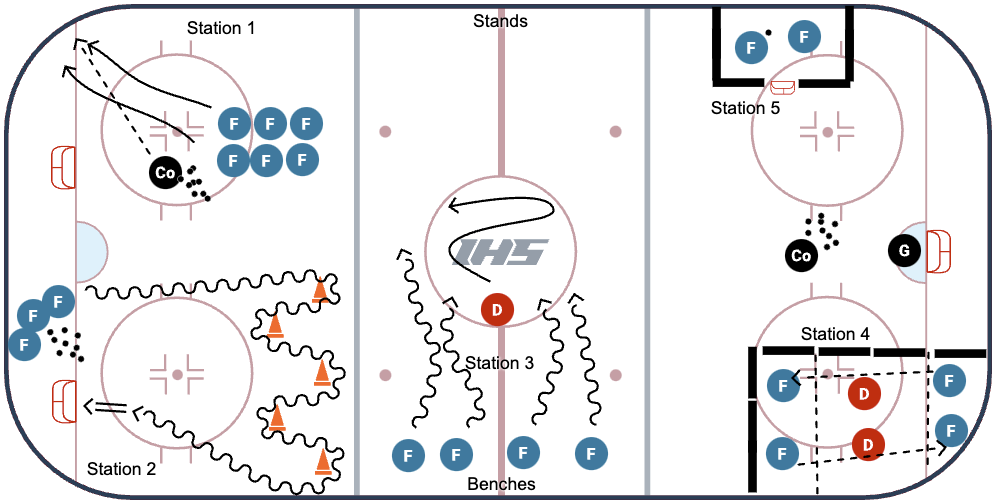 Station 1
Stands
F
F
F
F
F
F
F
F
Co
Station 5
IHS
Co
G
D
F
F
F
Station 3
Station 4
F
D
F
F
D
F
F
F
F
F
Station 2
Benches